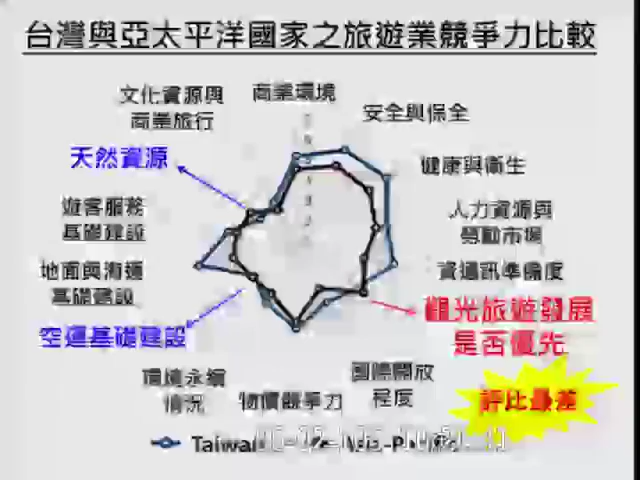 台灣與亞太平洋國家之旅遊業競爭力比較
商業環境
文化資源與
商業旅行
安全與保全
天然資源
健康與衛生
遊客服務
基礎建設
人力資源與
勞動市場
地面與海運
基礎建設
資通訊準備度
觀光旅遊發展
是否優先
空運基礎建設
環境永續
情況
物價競爭力
國際開放
程度
評比最差
Taiwan